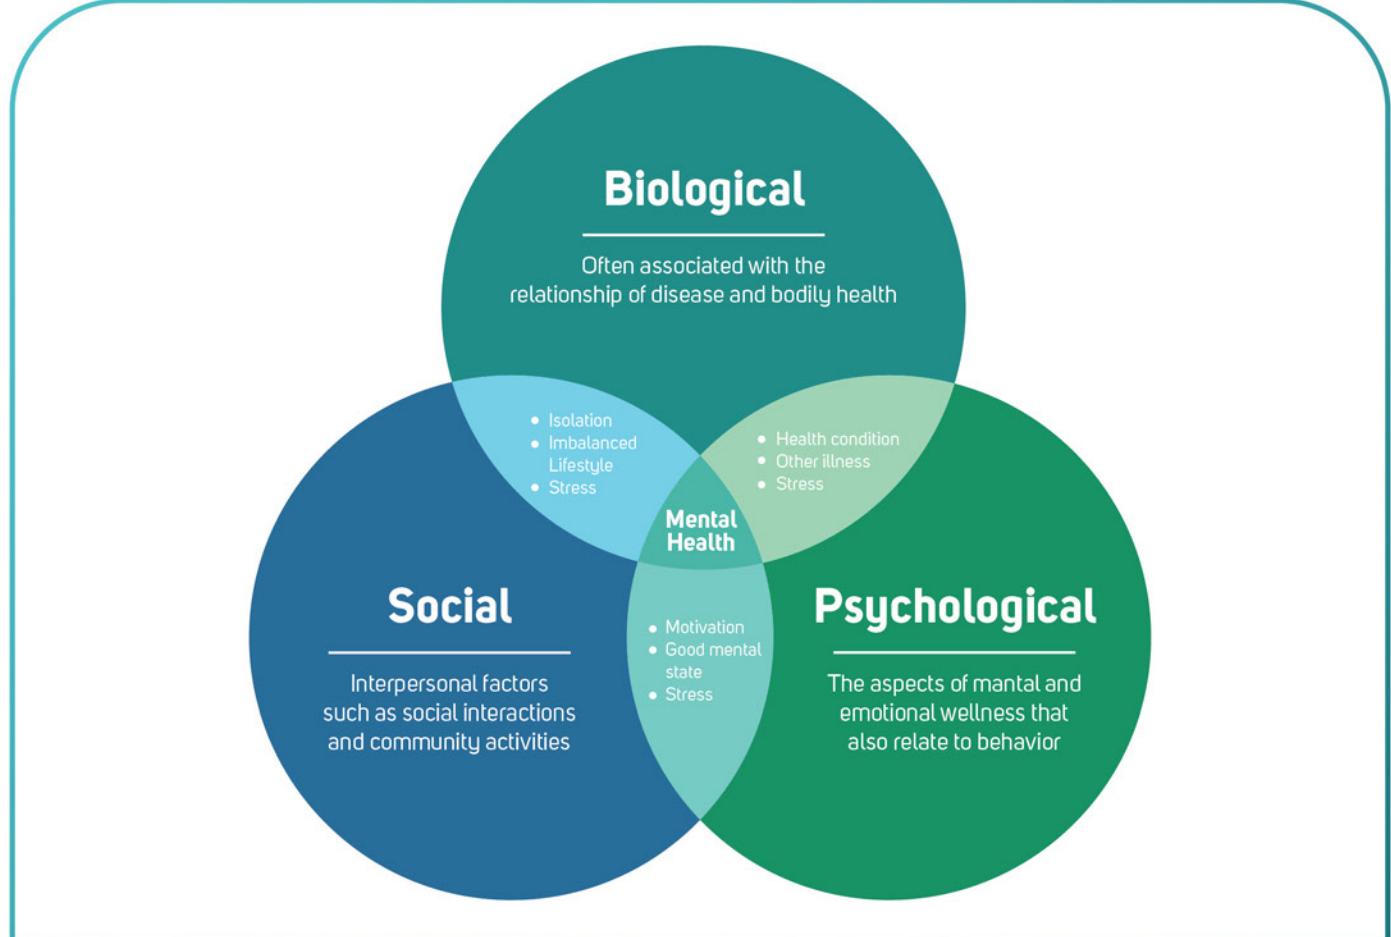 Biological
Often associated with the
relationship of disease and bodily health
• Isolation
• Imbalanced
Lifestyle
• Stress
• Health condition
• Other illness
• Stress
Mental
Health
Social
Interpersonal factors
such as social interactions
and community activities
• Motivation
• Good mental
state
• Stress
Psychological
The aspects of mantal and
emotional wellness that
also relate to behavior